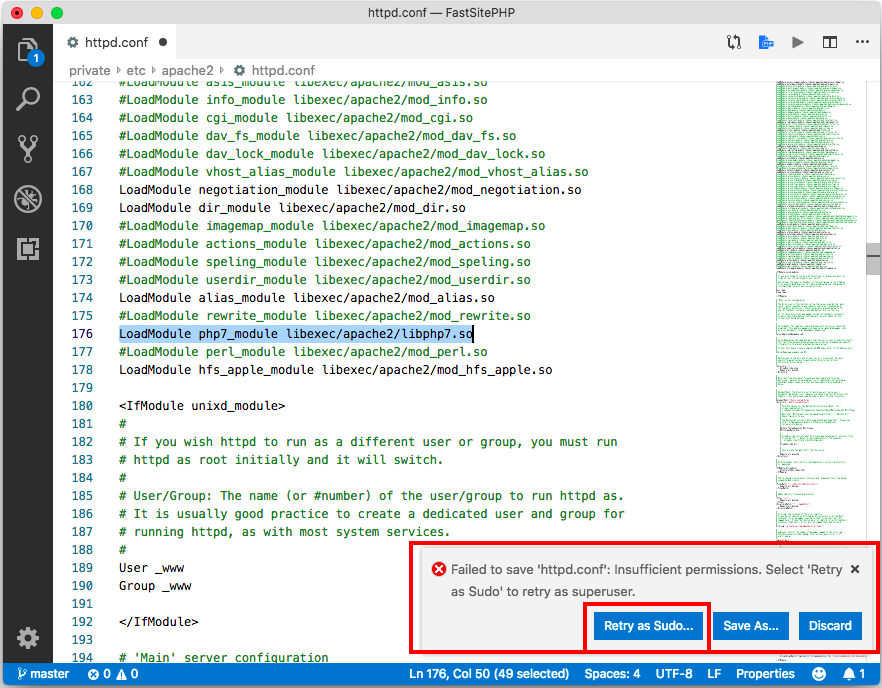 httpd.conf — FastSitePHP
httpd.conf
1
private etc apache2 httpd.conf
162 #LoadModule asis_module libexec/apache2/mod_asis.so
163 #LoadModule info_module libexec/apache2/mod_info.so
164 #LoadModule cgi_module libexec/apache2/mod_cgi.so
165 #LoadModule dav_fs_module libexec/apache2/mod_dav_fs.so
166 #LoadModule dav_lock_module libexec/apache2/mod_dav_lock.so
167 #LoadModule vhost_alias_module libexec/apache2/mod_vhost_alias.so
168 LoadModule negotiation_module libexec/apache2/mod_negotiation.so
169 LoadModule dir_module libexec/apache2/mod_dir.so
170 #LoadModule imagemap_module libexec/apache2/mod_imagemap.so
171 #LoadModule actions_module libexec/apache2/mod_actions.so
172 #LoadModule speling_module libexec/apache2/mod_speling.so
173 #LoadModule userdir_module libexec/apache2/mod_userdir.so
174 LoadModule alias_module libexec/apache2/mod_alias.so
175 #LoadModule rewrite_module libexec/apache2/mod_rewrite.so
176 LoadModule php7_module libexec/apache2/libphp7.so
177 #LoadModule perl_module libexec/apache2/mod_perl.so
178 LoadModule hfs_apple_module libexec/apache2/mod_hfs_apple.so
179
180 <IfModule unixd_module>
181 #
182 # If you wish httpd to run as a different user or group, you must run
183 # httpd as root initially and it will switch.
184 #
185 # User/Group: The name (or #number) of the user/group to run httpd as.
186 # It is usually good practice to create a dedicated user and group for
187 # running httpd, as with most system services.
188 #
189 User _www
190 Group _www
191
192 </IfModule>
193
194 # 'Main' server configuration
Failed to save 'httpd.conf': Insufficient permissions. Select 'Retry
as Sudo' to retry as superuser.
Retry as Sudo... Save As... Discard
master 0 0 Ln 176, Col 50 (49 selected) Spaces: 4 UTF-8 LF Properties 1